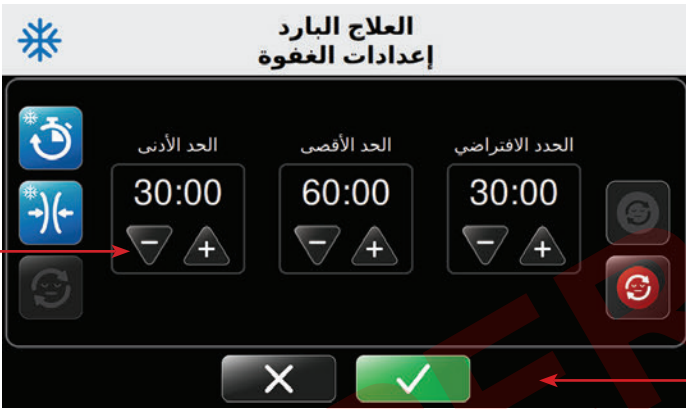 العلاج البارد
إعدادات الغفوة
الحدد الافتراضي
الحد الأقصى
الحد الأدنى
30:00
60:00
30:00